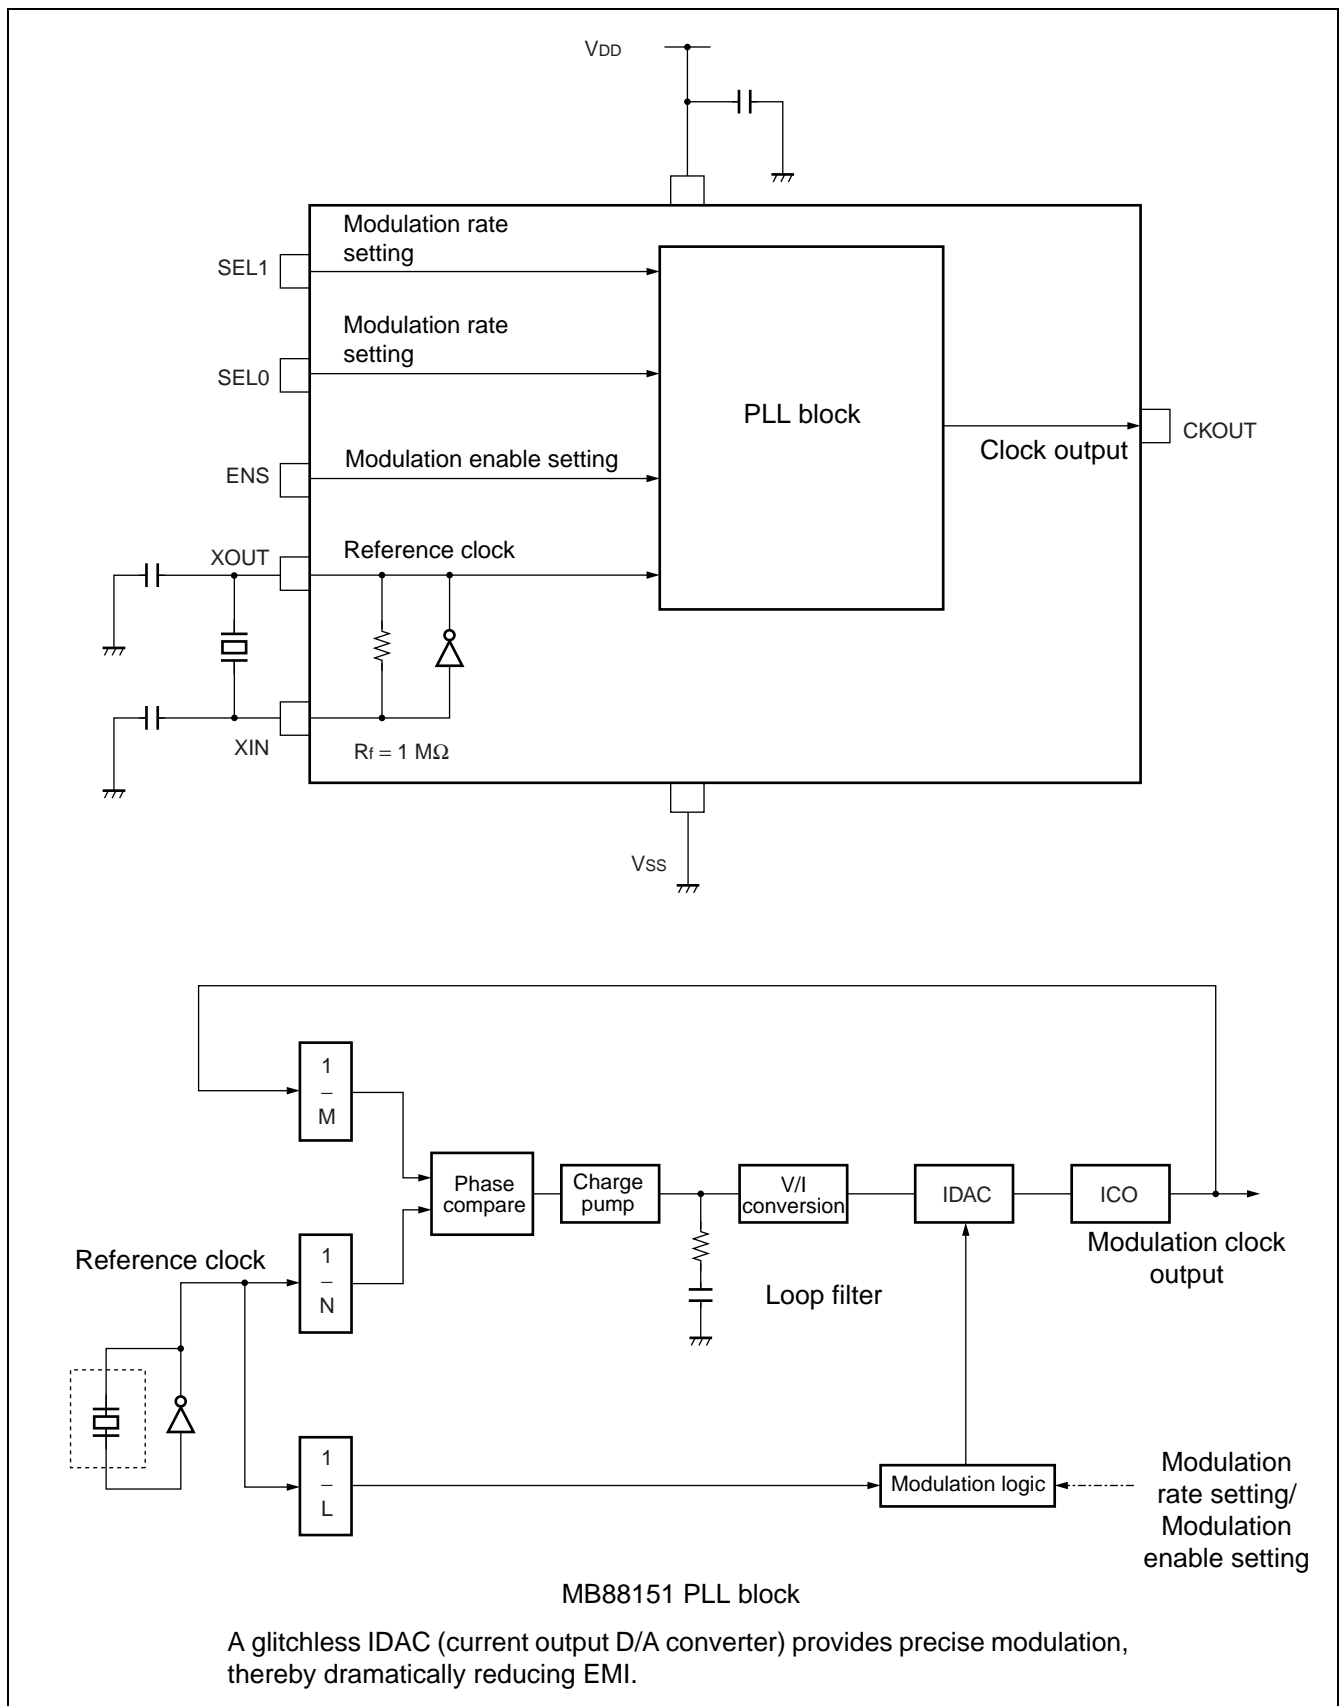 VDD
Modulation rate
setting
SEL1
Modulation rate
setting
SEL0
PLL block
CKOUT
Clock output
Modulation enable setting
ENS
XOUT
Reference clock
XIN
Rf = 1 MΩ
VSS
1
–
M
Phase
compare
Charge
pump
V/I
conversion
IDAC
ICO
Reference clock
1
–
N
Modulation clock
output
Loop filter
1
–
L
Modulation logic
Modulation
rate setting/
Modulation
enable setting
MB88151 PLL block
A glitchless IDAC (current output D/A converter) provides precise modulation,
thereby dramatically reducing EMI.